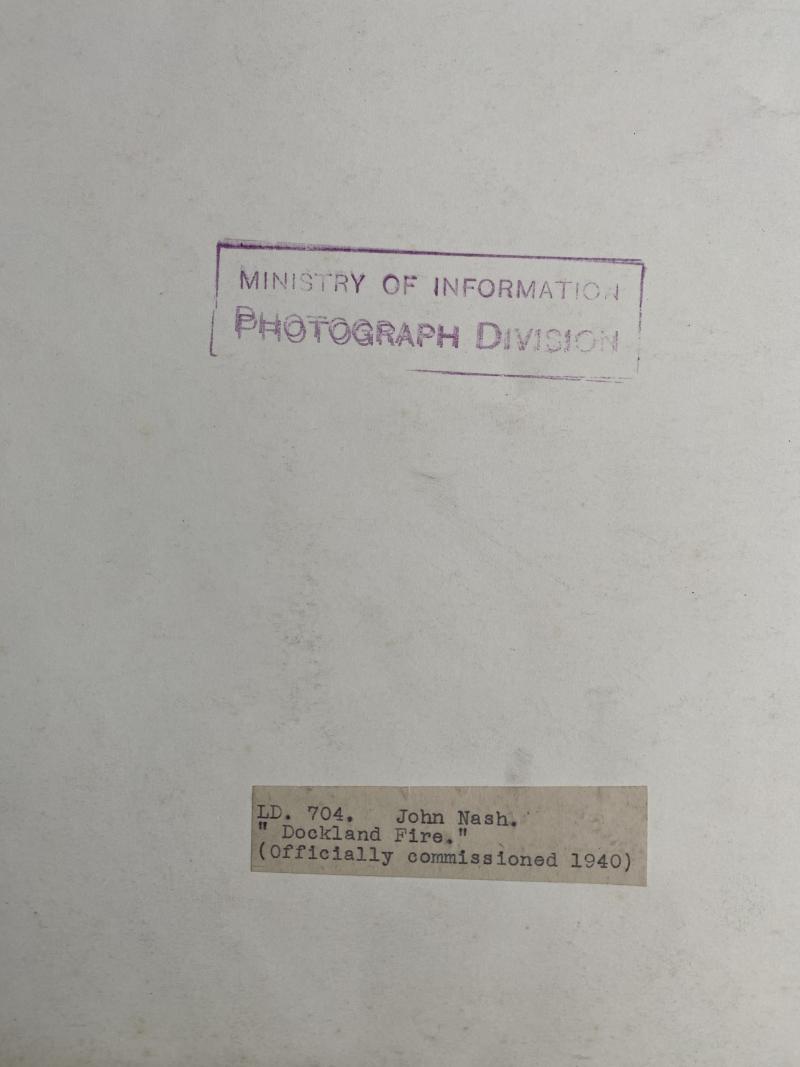 MINISTRY OF INFORMATION
PHOTOGRAPH DIVISION
LD. 704. John Nash.
" Dockland Fire."
(Officially commissioned 1940)